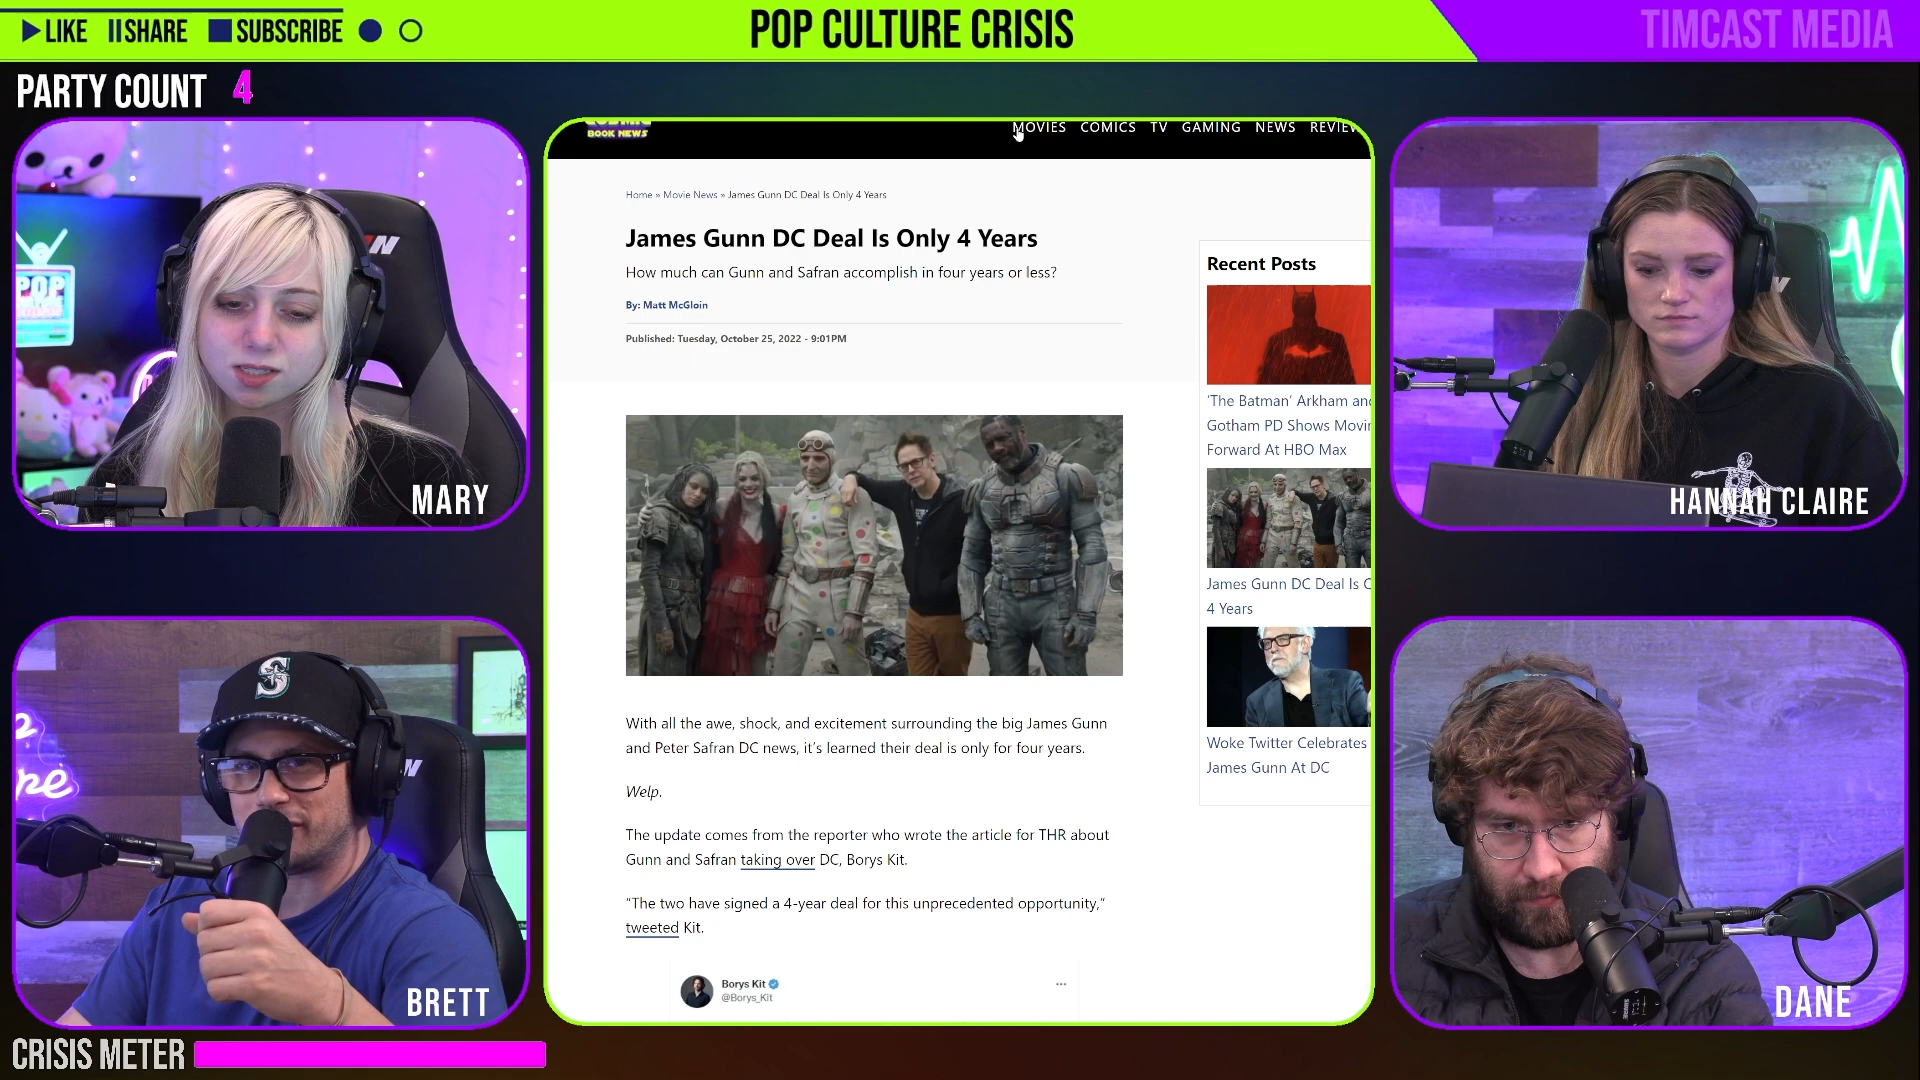 LIKE SHARE SUBSCRIBE
POP CULTURE CRISIS
TIMCAST MEDIA
PARTY COUNT 4
BOOK NEWS
MOVIES COMICS TV GAMING NEWS REVIEW
Home » Movie News » James Gunn DC Deal Is Only 4 Years
James Gunn DC Deal Is Only 4 Years
How much can Gunn and Safran accomplish in four years or less?
By: Matt McGloin
Published: Tuesday, October 25, 2022 - 9:01PM
With all the awe, shock, and excitement surrounding the big James Gunn
and Peter Safran DC news, it's learned their deal is only for four years.
Welp.
The update comes from the reporter who wrote the article for THR about
Gunn and Safran taking over DC, Borys Kit.
“The two have signed a 4-year deal for this unprecedented opportunity,”
tweeted Kit.
Borys Kit
@Borys_Kit
Recent Posts
‘The Batman’ Arkham and
Gotham PD Shows Movin
Forward At HBO Max
James Gunn DC Deal Is O
4 Years
Woke Twitter Celebrates
James Gunn At DC
POP
MARY
HANNAH CLAIRE
BRETT
DANE
CRISIS METER